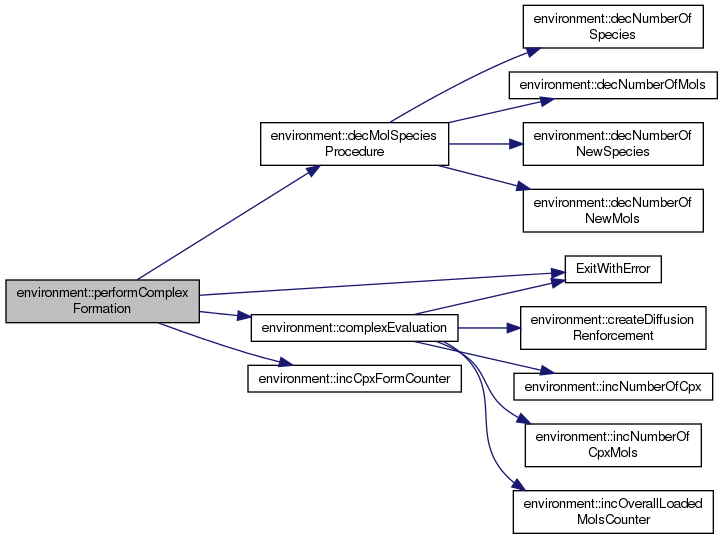 environment::decNumberOf
Species
environment::decNumberOfMols
environment::decMolSpecies
Procedure
environment::decNumberOf
NewSpecies
environment::decNumberOf
NewMols
environment::performComplex
Formation
ExitWithError
environment::complexEvaluation
environment::createDiffusion
Renforcement
environment::incCpxFormCounter
environment::incNumberOfCpx
environment::incNumberOf
CpxMols
environment::incOverallLoaded
MolsCounter